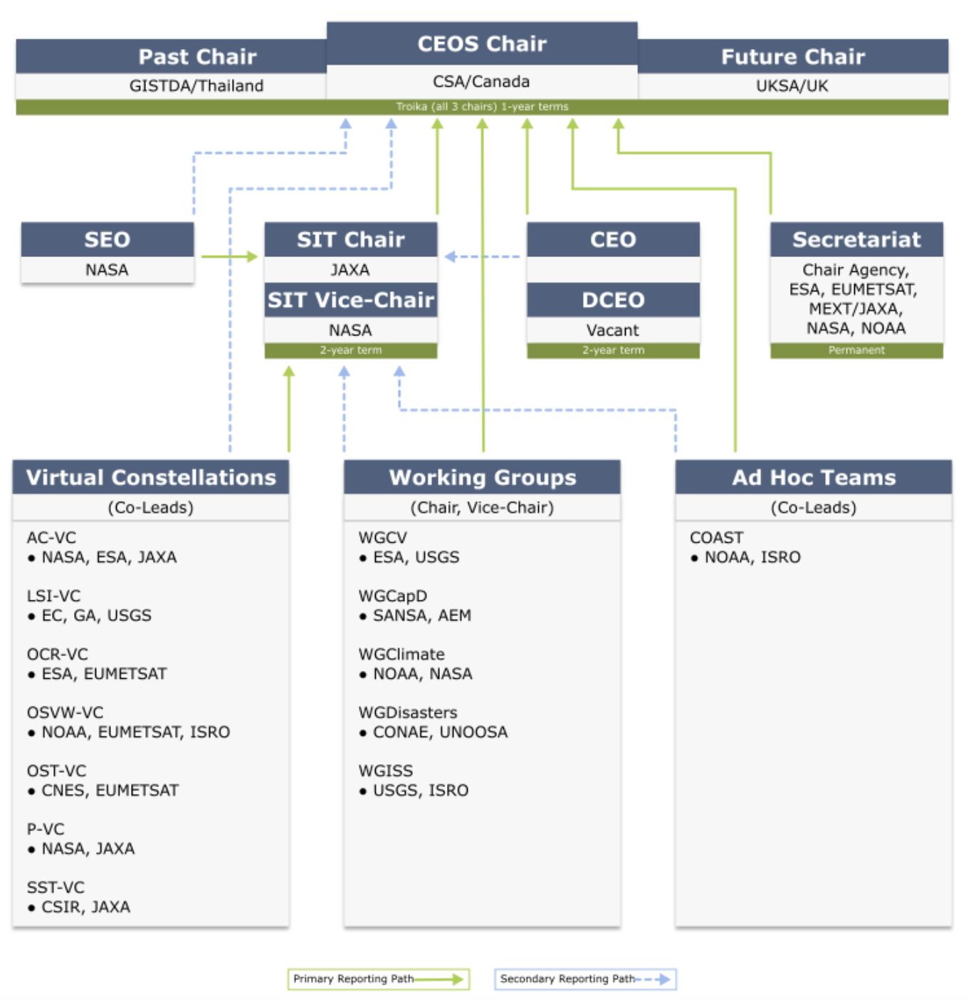 CEOS Chair
Past Chair
Future Chair
GISTDA/Thailand
CSA/Canada
UKSA/UK
Troika (all 3 chairs) 1-year terms
SEO
NASA
SIT Chair
JAXA
SIT Vice-Chair
NASA
2-year term
CEO
DCEO
Vacant
2-year term
Secretariat
Chair Agency,
ESA, EUMETSAT,
MEXT/JAXA,
NASA, NOAA
Permanent
Virtual Constellations
(Co-Leads)
AC-VC
• NASA, ESA, JAXA
LSI-VC
• EC, GA, USGS
OCR-VC
• ESA, EUMETSAT
OSVW-VC
• NOAA, EUMETSAT, ISRO
OST-VC
• CNES, EUMETSAT
P-VC
• NASA, JAXA
SST-VC
• CSIR, JAXA
Working Groups
(Chair, Vice-Chair)
WGCV
• ESA, USGS
WGCapD
• SANSA, AEM
WGClimate
• NOAA, NASA
WGDisasters
• CONAE, UNOOSA
WGISS
• USGS, ISRO
Ad Hoc Teams
(Co-Leads)
COAST
• NOAA, ISRO
Primary Reporting Path
Secondary Reporting Path